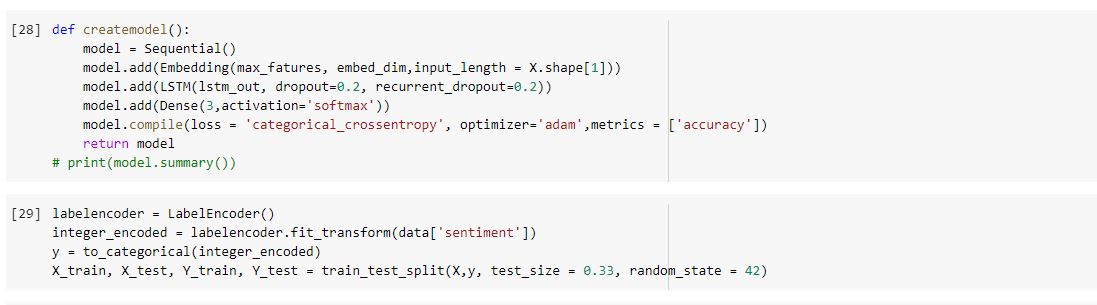 [28] def createmodel():
model = Sequential()
model.add(Embedding(max_fatures, embed_dim,input_length = X.shape[1]))
model.add(LSTM(lstm_out, dropout=0.2, recurrent_dropout=0.2))
model.add(Dense(3,activation='softmax'))
model.compile(loss = 'categorical_crossentropy', optimizer='adam',metrics = ['accuracy'])
return model
# print(model.summary())
[29] labelencoder = LabelEncoder()
integer_encoded = labelencoder.fit_transform(data['sentiment'])
y = to_categorical(integer_encoded)
X_train, X_test, Y_train, Y_test = train_test_split(X,y, test_size = 0.33, random_state = 42)